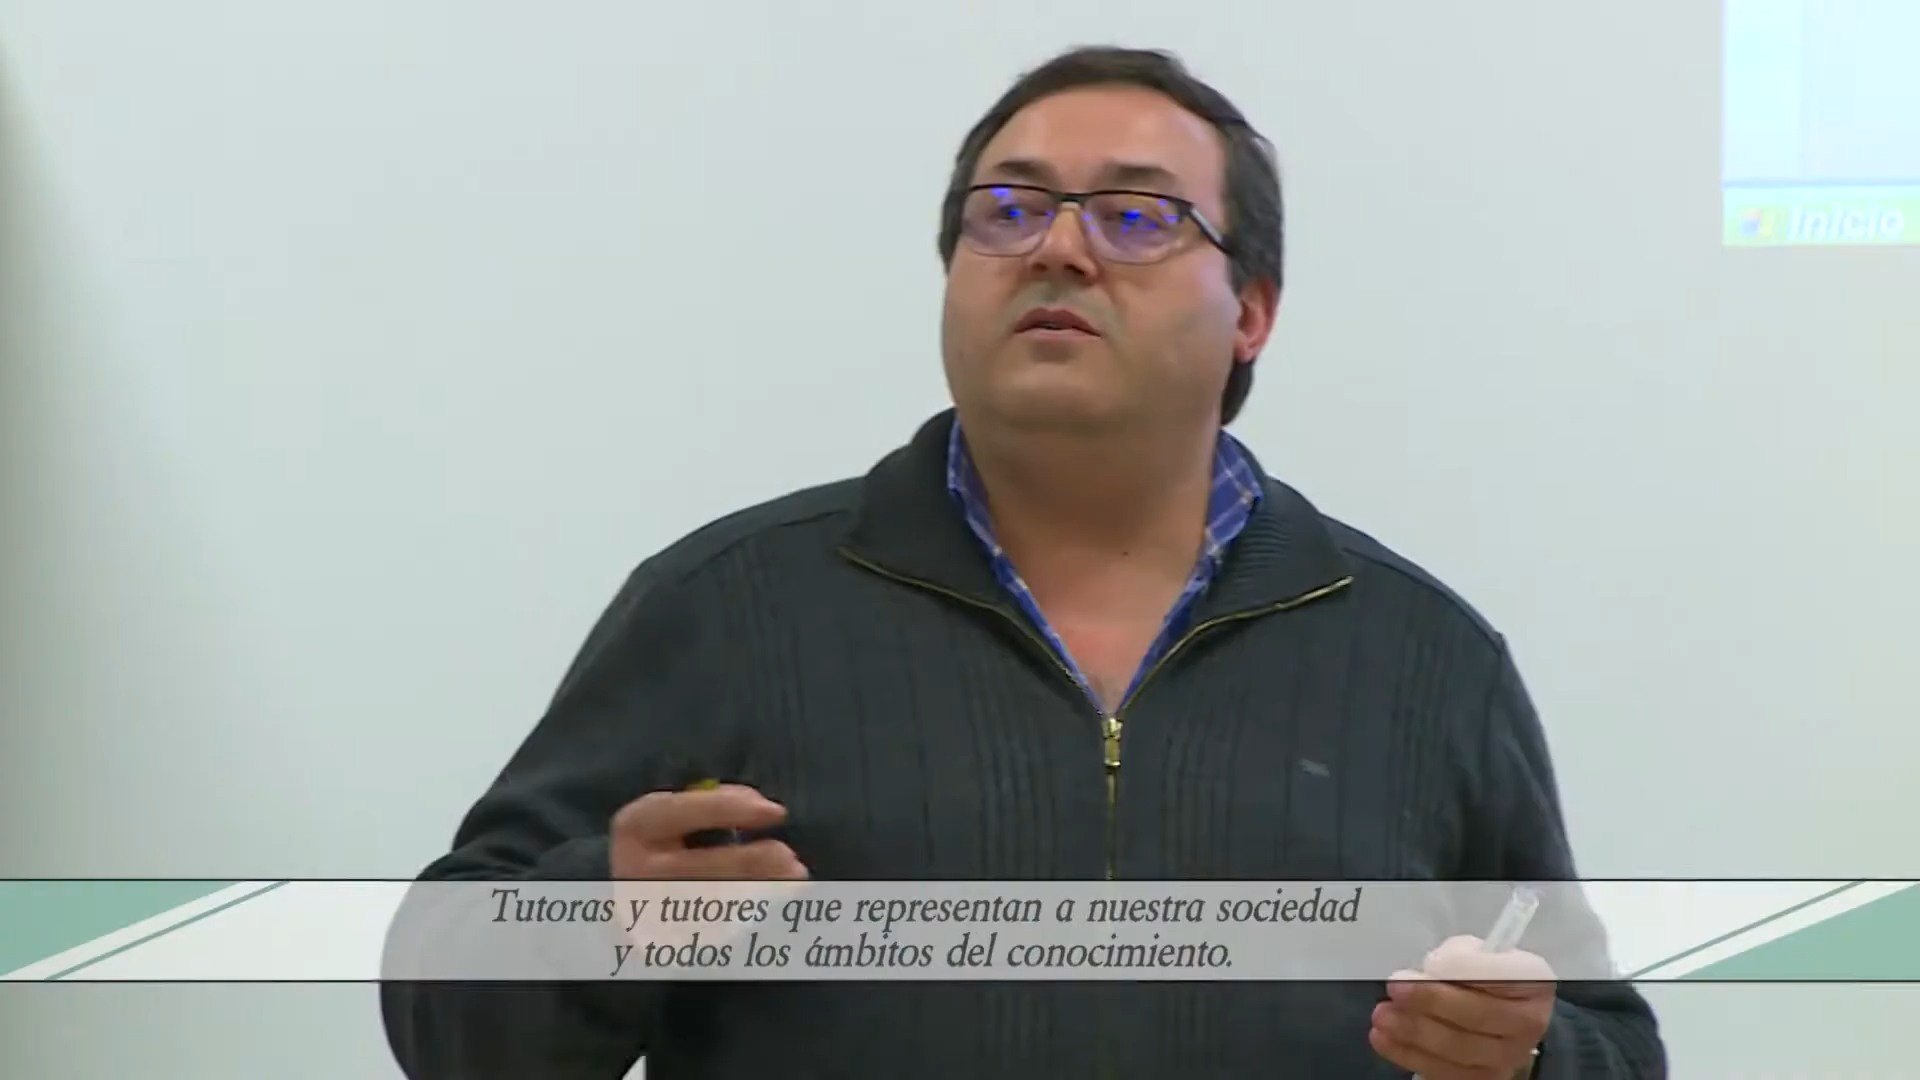 Inicio
Tutoras y tutores que representan a nuestra sociedad
y todos los ámbitos del conocimiento.